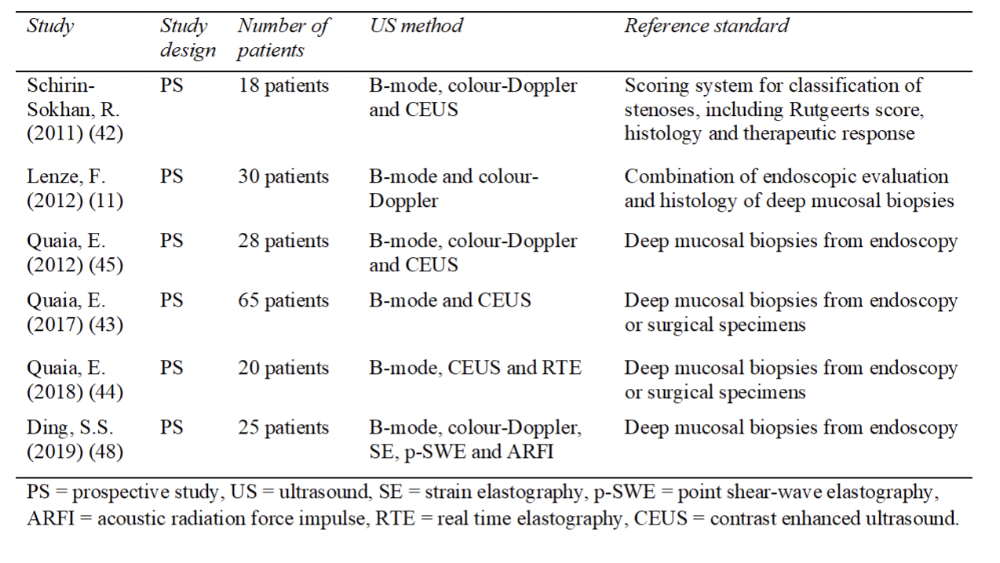 Study Study design Number of patients US method Reference standard
Schirin-Sokhan, R. (2011) (42) PS 18 patients B-mode, colour-Doppler and CEUS Scoring system for classification of stenoses, including Rutgeerts score, histology and therapeutic response
Lenze, F. (2012) (11) PS 30 patients B-mode and colour-Doppler Combination of endoscopic evaluation and histology of deep mucosal biopsies
Quaia, E. (2012) (45) PS 28 patients B-mode, colour-Doppler and CEUS Deep mucosal biopsies from endoscopy
Quaia, E. (2017) (43) PS 65 patients B-mode and CEUS Deep mucosal biopsies from endoscopy or surgical specimens
Quaia, E. (2018) (44) PS 20 patients B-mode, CEUS and RTE Deep mucosal biopsies from endoscopy or surgical specimens
Ding, S.S. (2019) (48) PS 25 patients B-mode, colour-Doppler, SE, p-SWE and ARFI Deep mucosal biopsies from endoscopy
PS = prospective study, US = ultrasound, SE = strain elastography, p-SWE = point shear-wave elastography,
ARFI = acoustic radiation force impulse, RTE = real time elastography, CEUS = contrast enhanced ultrasound.